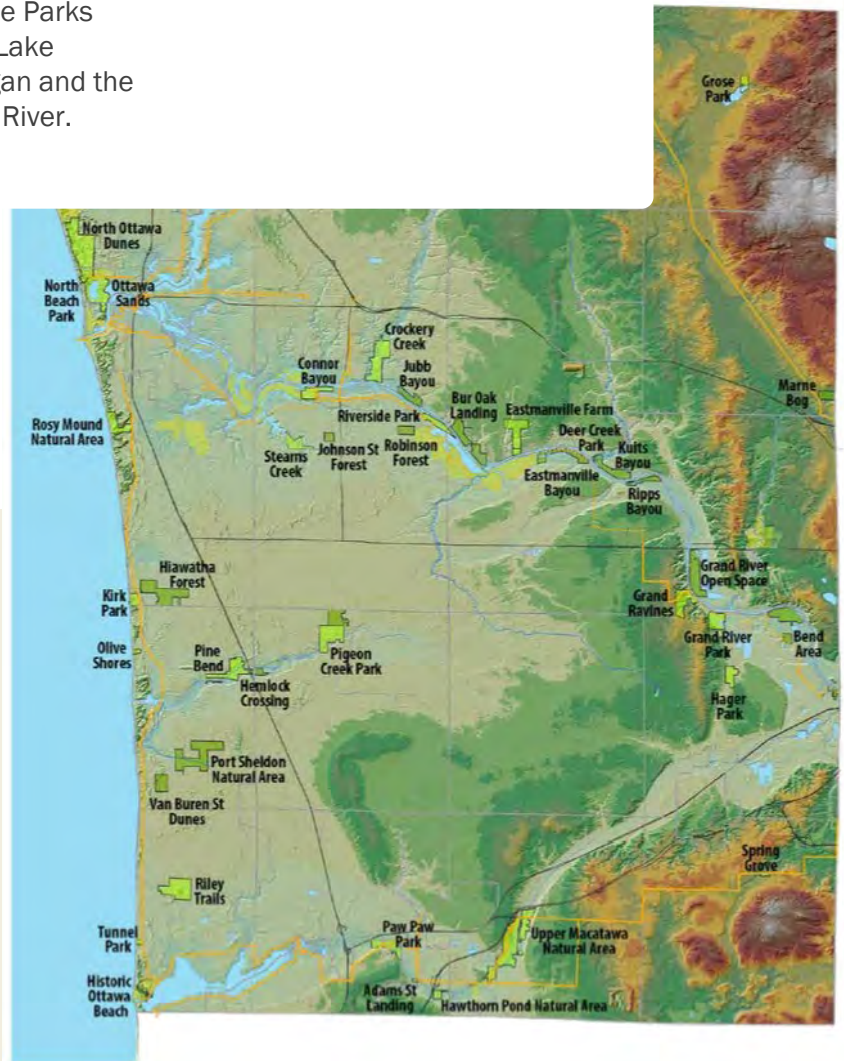 e Parks
Lake
gan and the
River.
Grose
Park
North Ottawa
Dunes
North
Beach
Park
Ottawa
Sands
Crockery
Creek
Connor
Bayou
Jubb
Bayou
Bur Oak
Landing
Eastmanville Farm
Marne
Bog
Riverside Park
Rosy Mound
Natural Area
Stearns
Creek
Johnson St
Forest
Robinson
Forest
Deer Creek
Park
Kuits
Bayou
Eastmanville
Bayou
Ripps
Bayou
Hiawatha
Forest
Kirk
Park
Grand River
Open Space
Grand
Ravines
Olive
Shores
Pine
Bend
Pigeon
Creek Park
Grand River
Park
Bend
Area
Hemlock
Crossing
Hager
Park
Port Sheldon
Natural Area
Van Buren St
Dunes
Spring
Grove
Riley
Trails
Tunnel
Park
Paw Paw
Park
Upper Macatawa
Natural Area
Historic
Ottawa
Beach
Adams St
Landing
Hawthorn Pond Natural Area